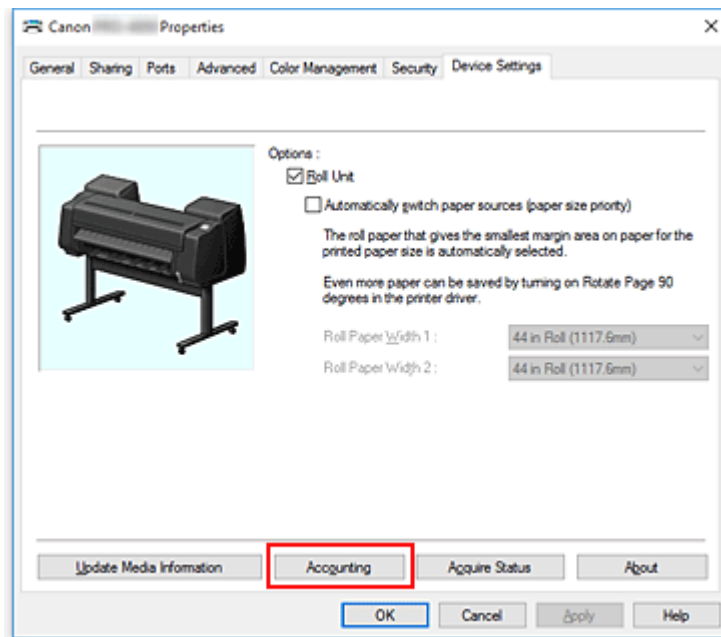 Canon Properties
General Sharing Ports Advanced Color Management Security Device Settings
Options :
Roll Unit
Automatically switch paper sources (paper size priority)
The roll paper that gives the smallest margin area on paper for the
printed paper size is automatically selected.
Even more paper can be saved by turning on Rotate Page 90
degrees in the printer driver.
Roll Paper Width 1 : 44 in Roll (1117.6mm)
Roll Paper Width 2 : 44 in Roll (1117.6mm)
Update Media Information Accounting Acquire Status About
OK Cancel Apply Help